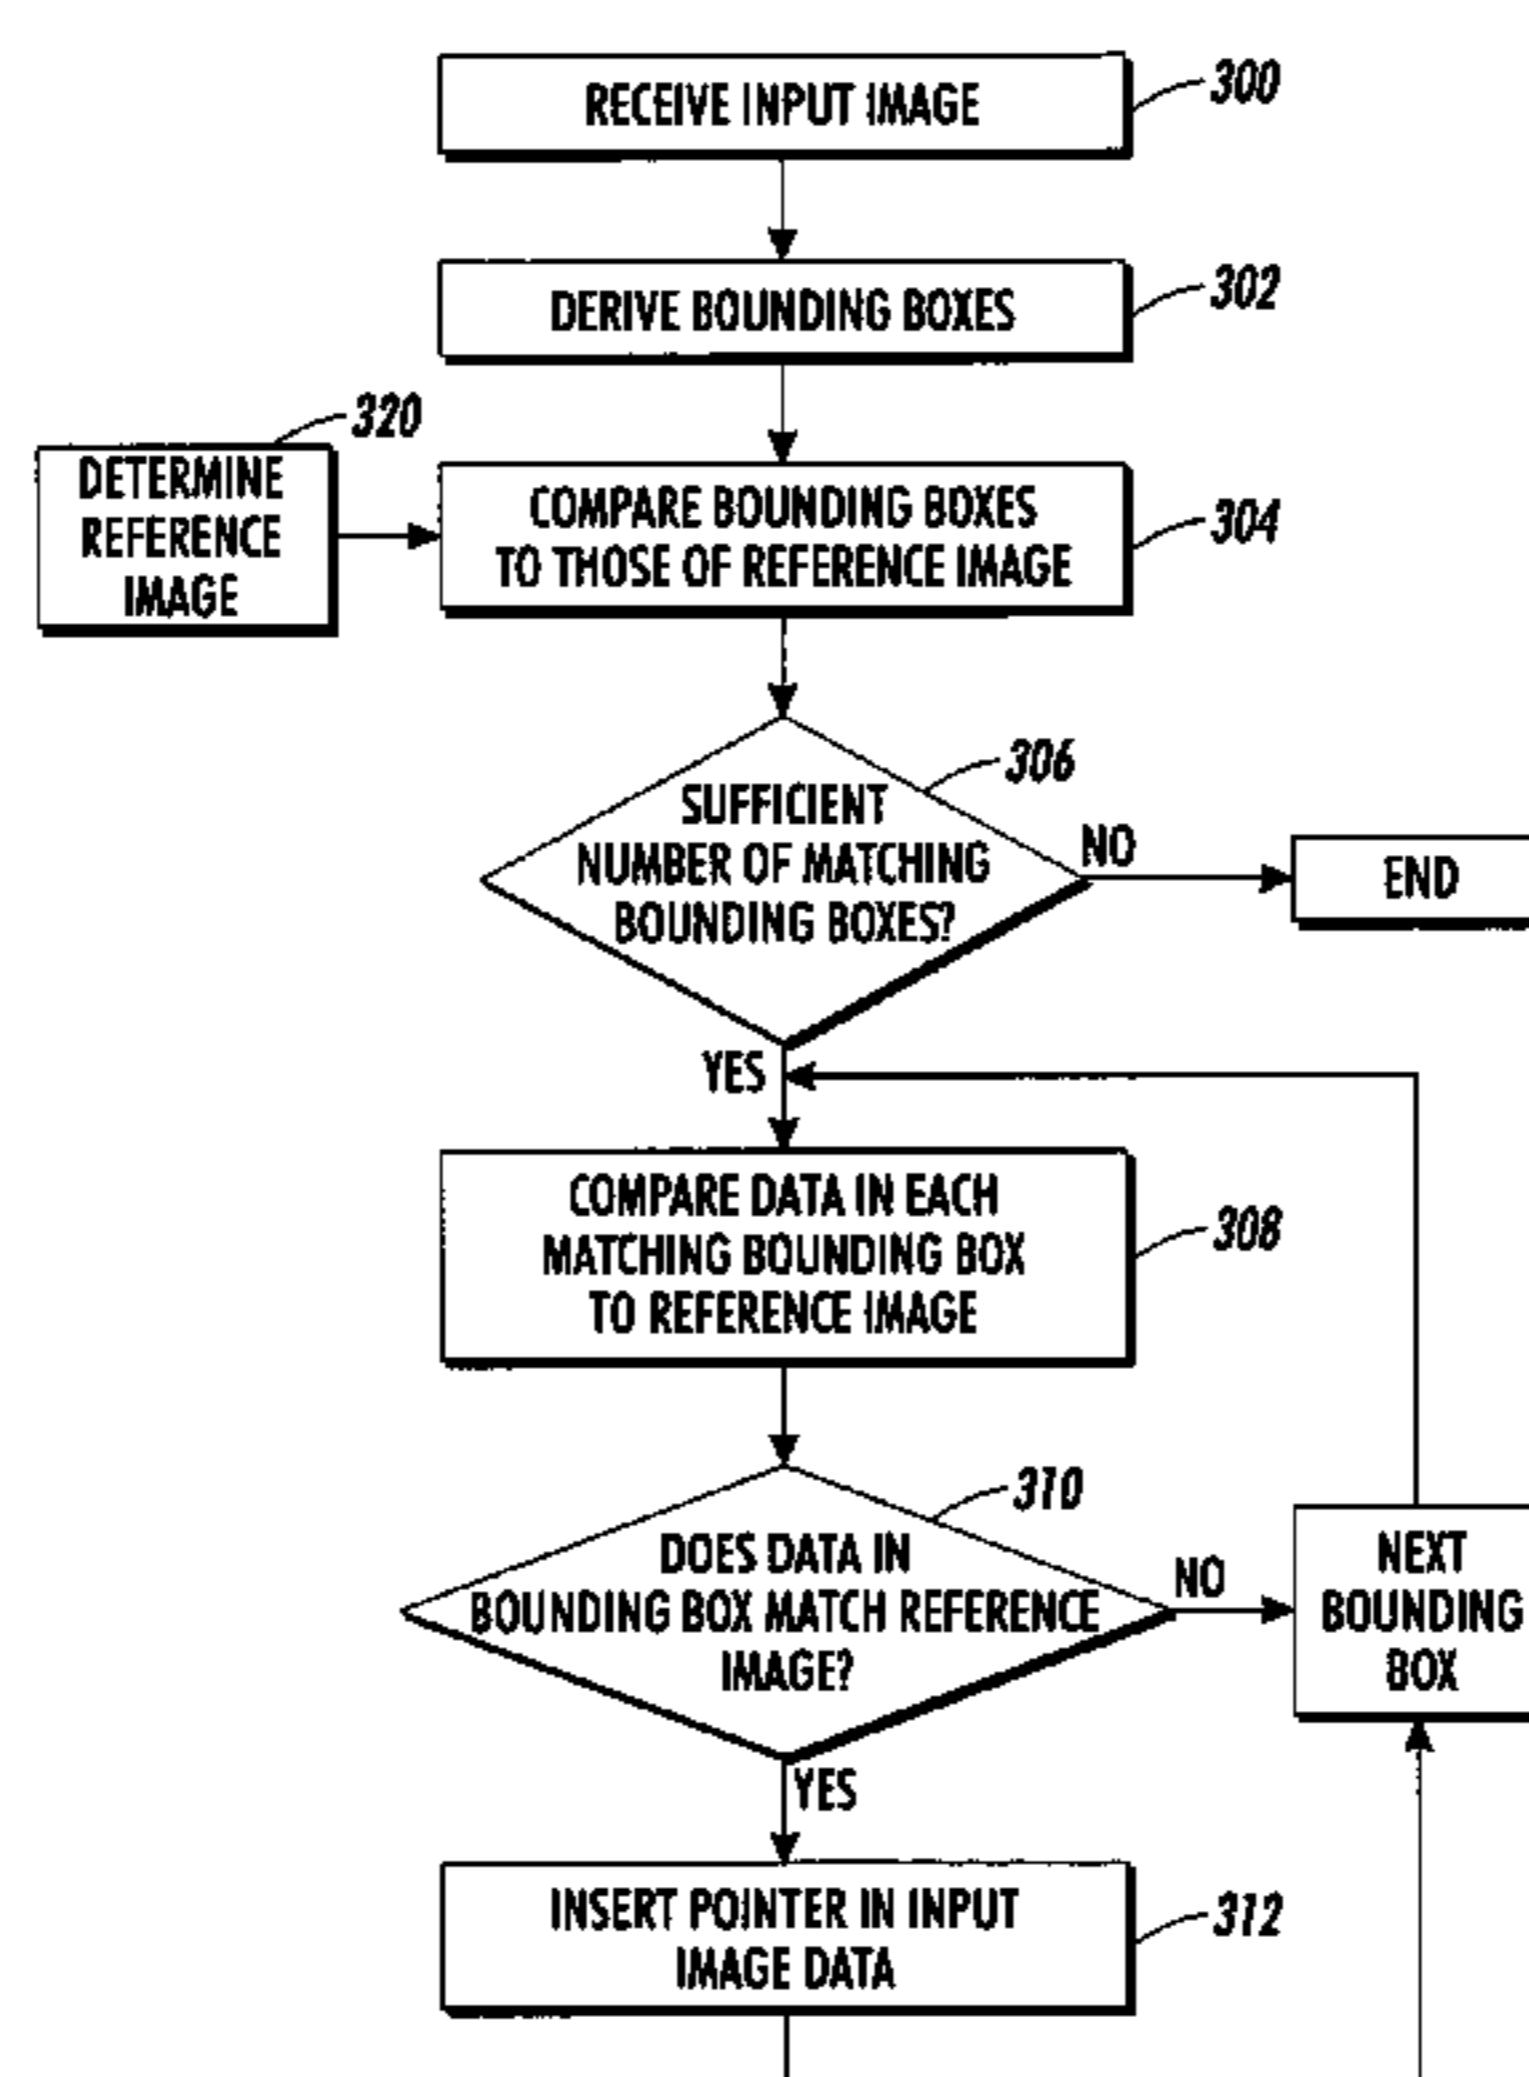 RECEIVE INPUT IMAGE
300
DERIVE BOUNDING BOXES
302
320
DETERMINE
REFERENCE
IMAGE
COMPARE BOUNDING BOXES
TO THOSE OF REFERENCE IMAGE
304
306
SUFFICIENT
NUMBER OF MATCHING
BOUNDING BOXES?
NO
END
YES
COMPARE DATA IN EACH
MATCHING BOUNDING BOX
TO REFERENCE IMAGE
308
310
DOES DATA IN
BOUNDING BOX MATCH REFERENCE
IMAGE?
NO
NEXT
BOUNDING
BOX
YES
INSERT POINTER IN INPUT
IMAGE DATA
312